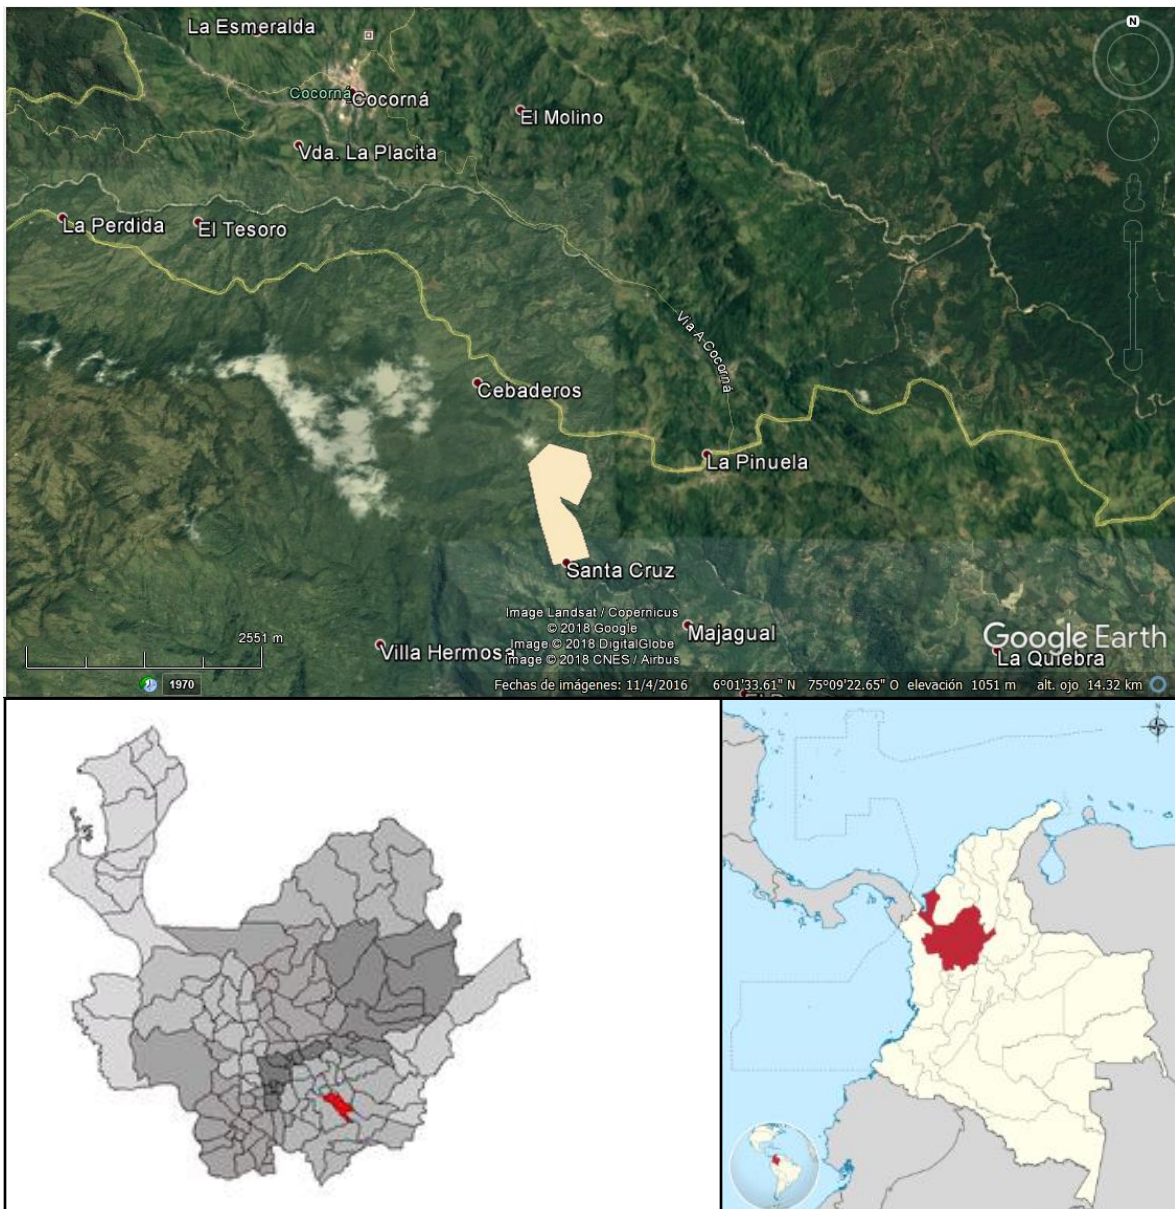 La Esmeralda
N
Cocorná
Cocorná
El Molino
Vda. La Placita
La Perdida
El Tesoro
Via A Cocorná
Cebaderos
La Pinuela
Santa Cruz
Image Landsat / Copernicus
© 2018 Google
Image © 2018 DigitalGlobe
Image © 2018 CNES / Airbus
Majagual
Villa Hermosa
Google Earth
La Quiebra
2551 m
1970
Fechas de imágenes: 11/4/2016 6°01'33.61" N 75°09'22.65" O elevación 1051 m alt. ojo 14.32 km
N